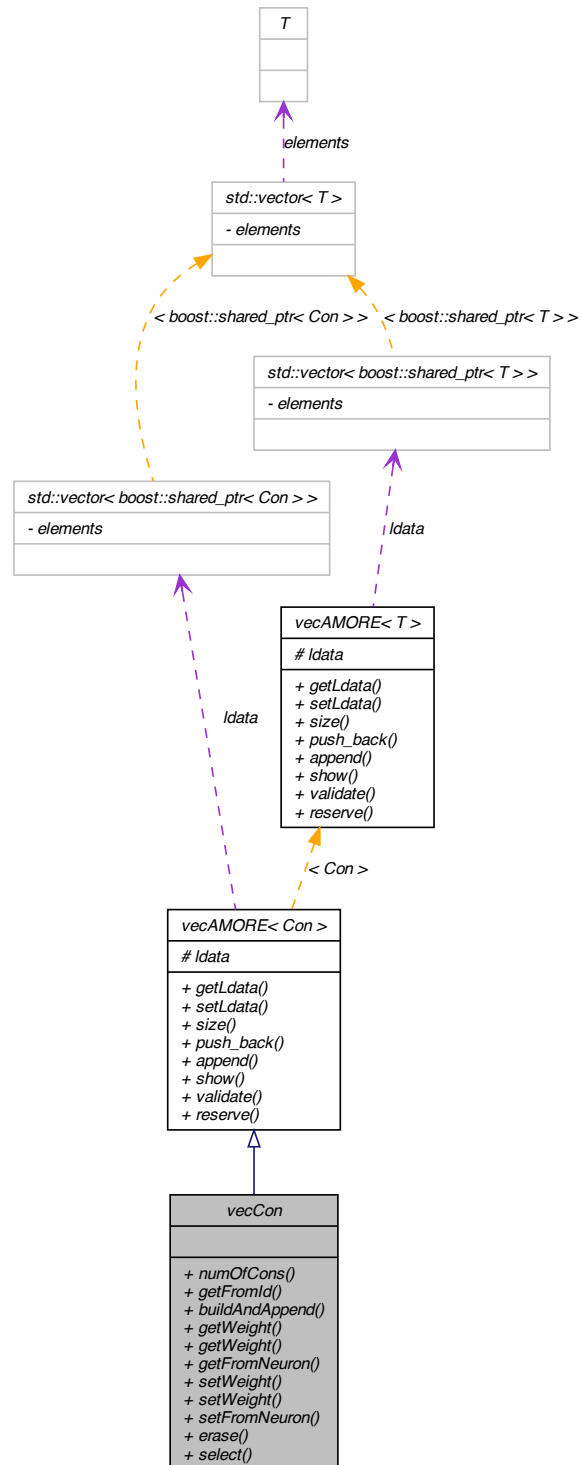 T
elements
std::vector< T >
- elements
< boost::shared_ptr< Con > >
< boost::shared_ptr< T > >
std::vector< boost::shared_ptr< T > >
- elements
std::vector< boost::shared_ptr< Con > >
- elements
ldata
vecAMORE< T >
# ldata
+ getLdata()
+ setLdata()
+ size()
+ push_back()
+ append()
+ show()
+ validate()
+ reserve()
ldata
< Con >
vecAMORE< Con >
# ldata
+ getLdata()
+ setLdata()
+ size()
+ push_back()
+ append()
+ show()
+ validate()
+ reserve()
vecCon
+ numOfCons()
+ getFromId()
+ buildAndAppend()
+ getWeight()
+ getWeight()
+ getFromNeuron()
+ setWeight()
+ setWeight()
+ setFromNeuron()
+ erase()
+ select()